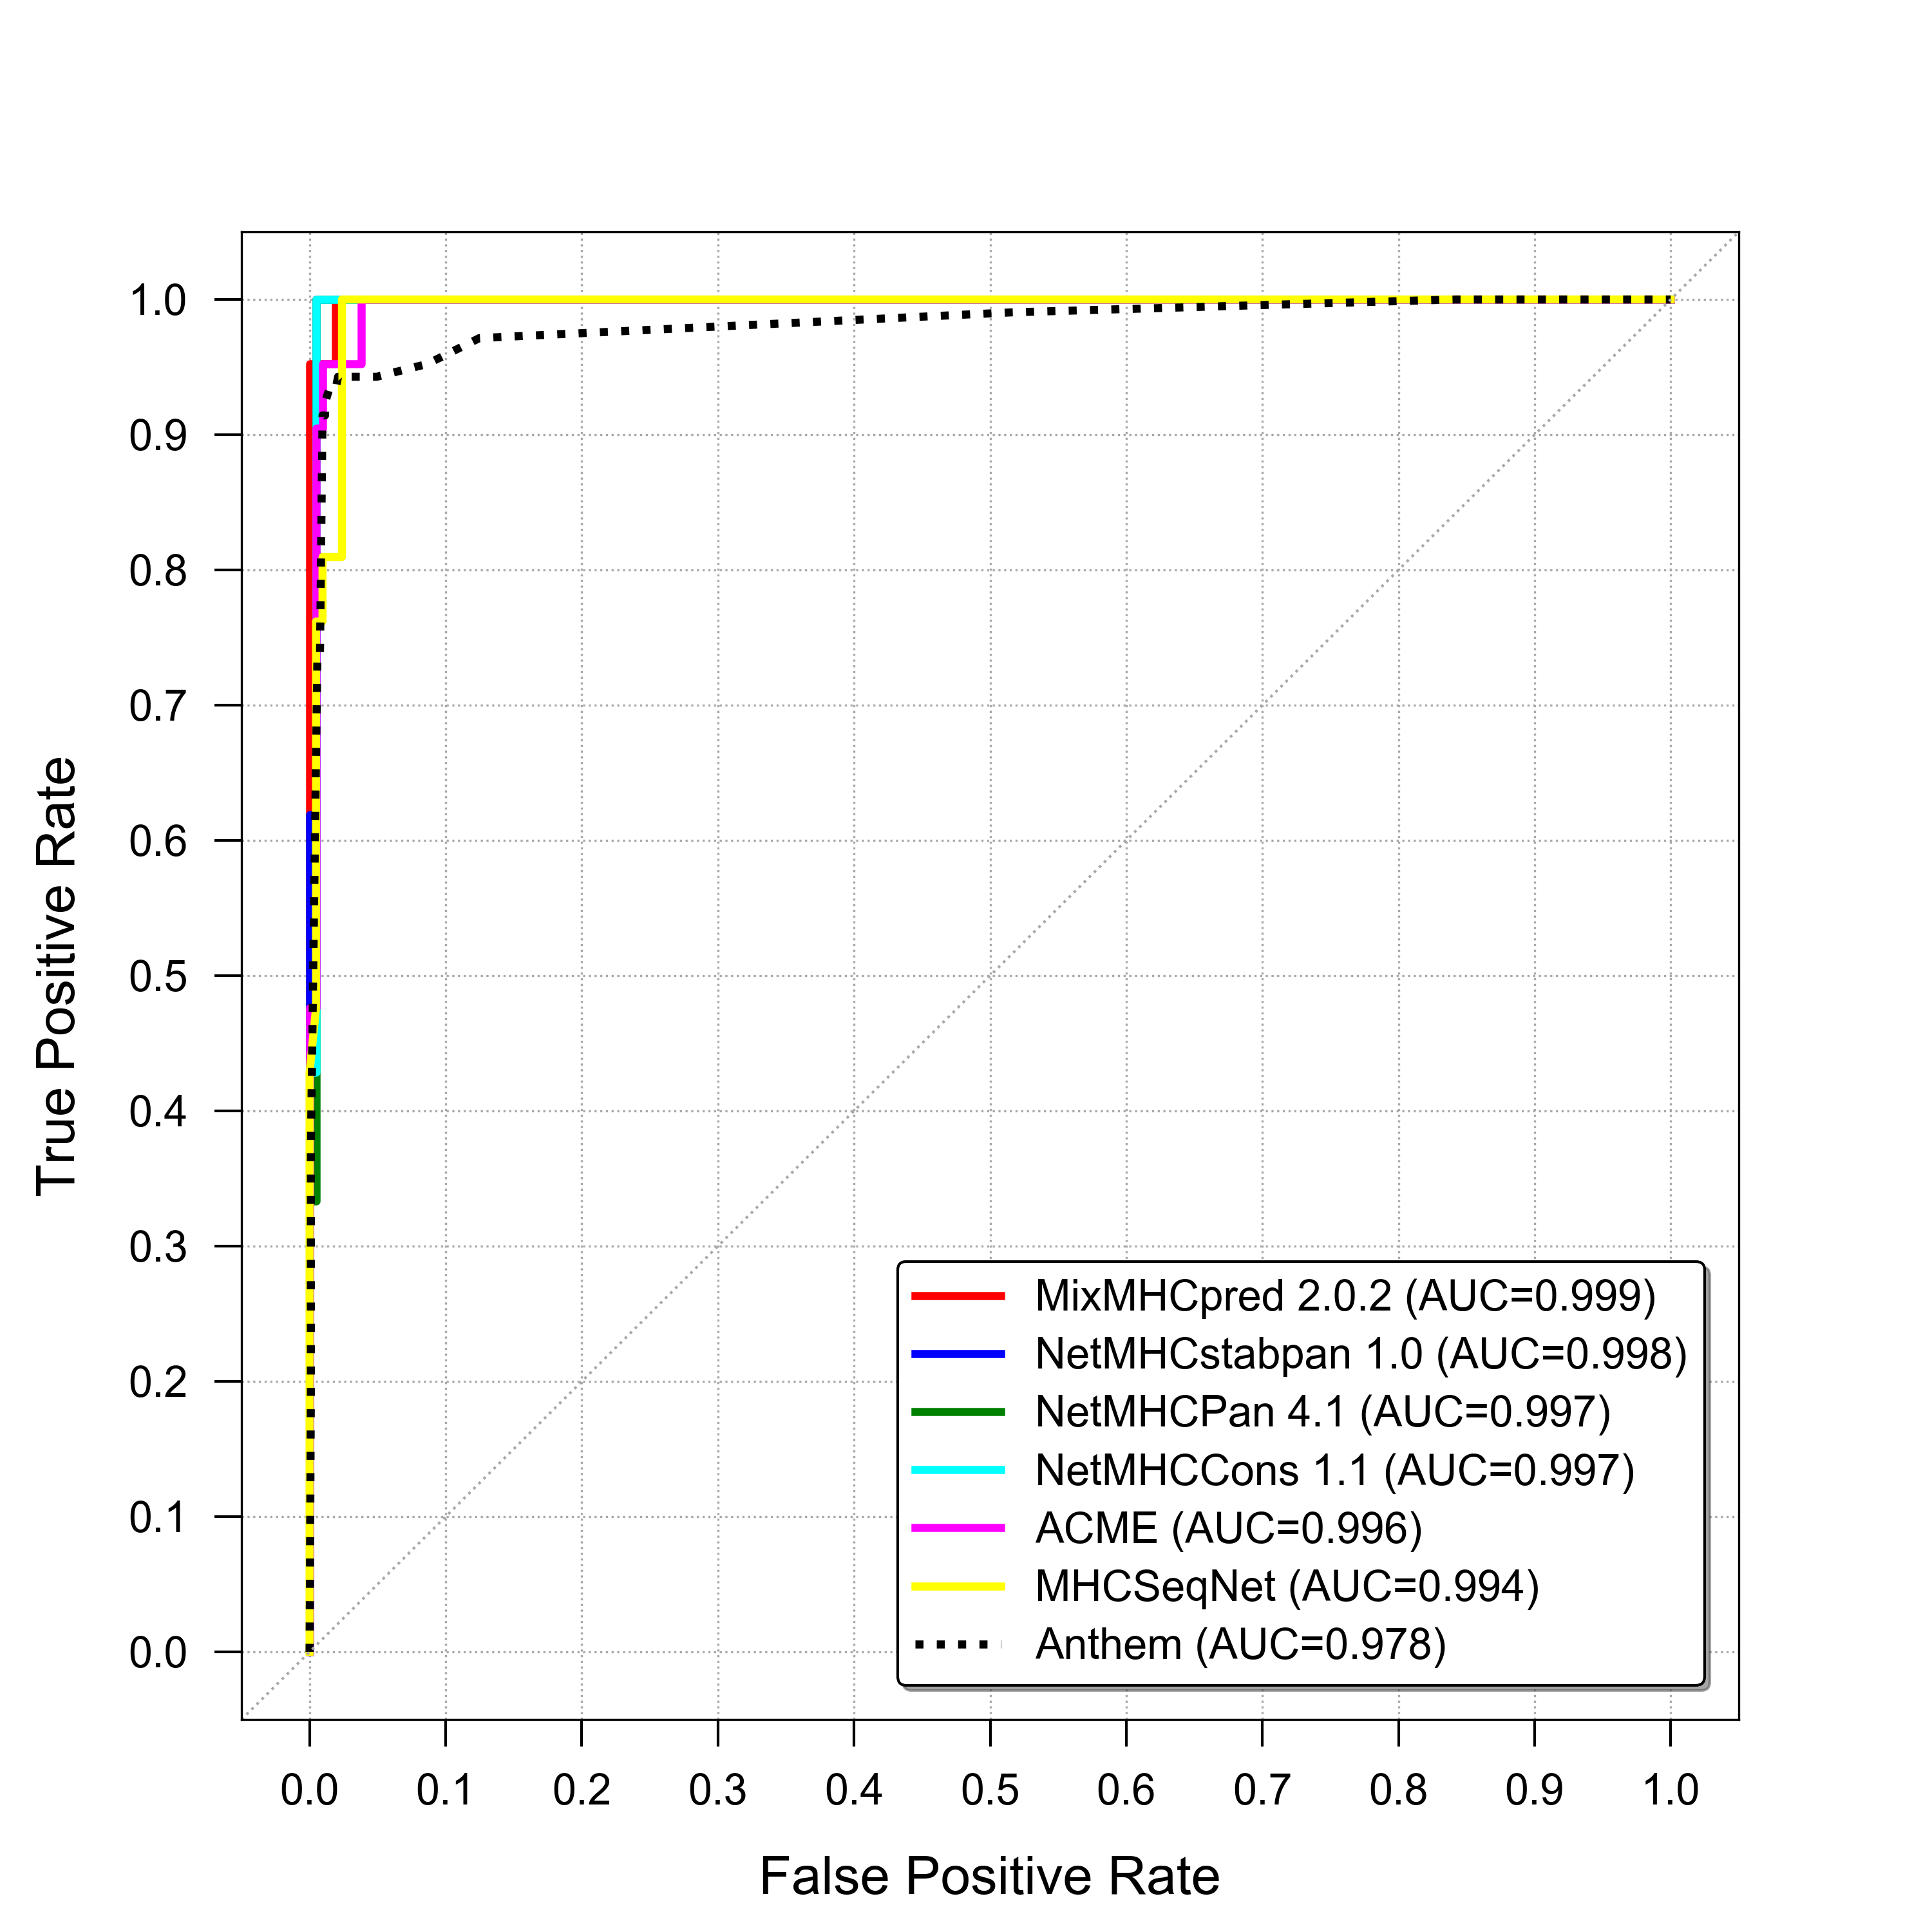 1.0
0.9
0.8
0.7
0.6
0.5
0.4
0.3
0.2
0.1
0.0
True Positive Rate
MixMHCpred 2.0.2 (AUC=0.999)
NetMHCstabpan 1.0 (AUC=0.998)
NetMHCPan 4.1 (AUC=0.997)
NetMHCCons 1.1 (AUC=0.997)
ACME (AUC=0.996)
MHCSeqNet (AUC=0.994)
Anthem (AUC=0.978)
0.0 0.1 0.2 0.3 0.4 0.5 0.6 0.7 0.8 0.9 1.0
False Positive Rate